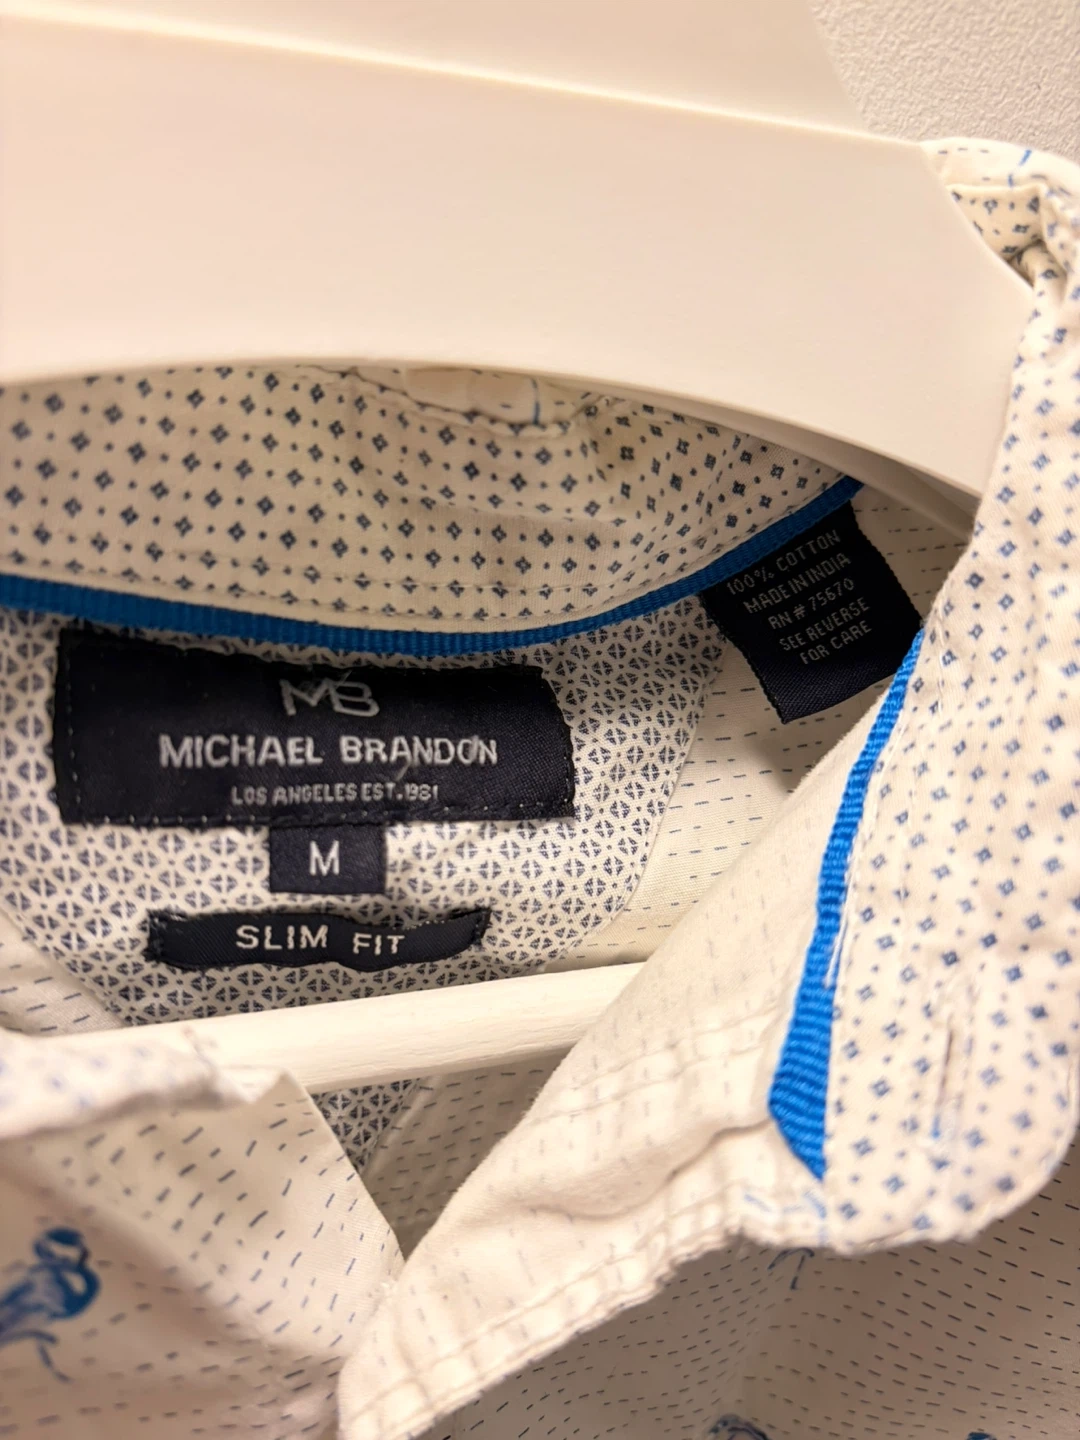 MB
MICHAEL BRANDON
LOS ANGELES EST.1981
M
SLIM FIT
100% COTTON
MADE IN INDIA
RN# 75670
SEE REVERSE
FOR CARE